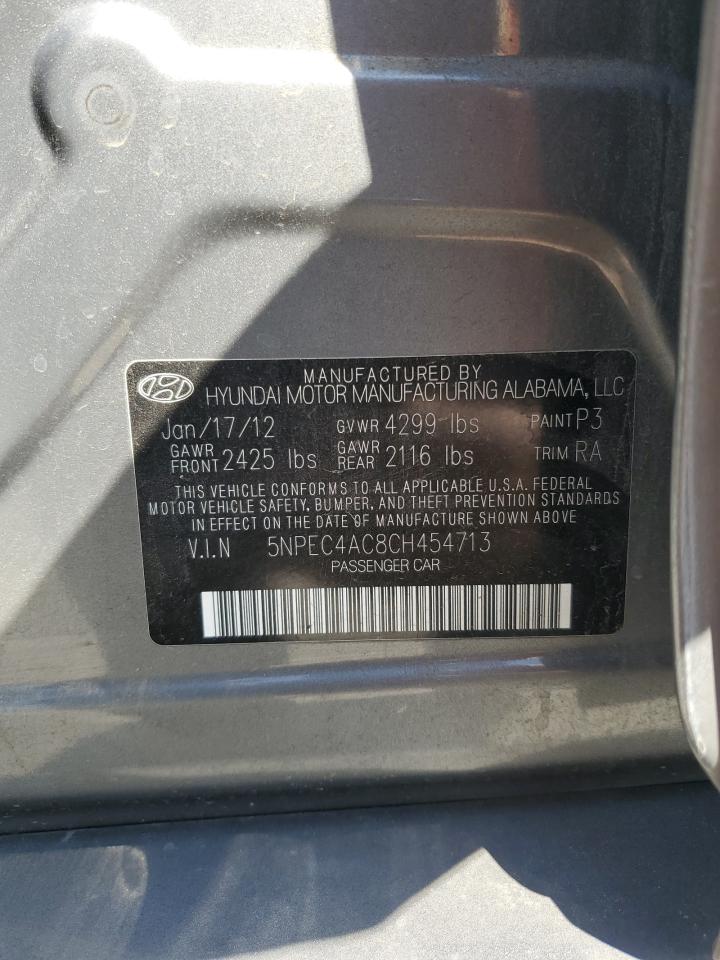 MANUFACTURED BY
HYUNDAI MOTOR MANUFACTURING ALABAMA, LLC
Jan/17/12 GVWR 4299 lbs PAINT P3
GAWR FRONT 2425 lbs GAWR REAR 2116 lbs TRIM RA
THIS VEHICLE CONFORMS TO ALL APPLICABLE U.S.A. FEDERAL
MOTOR VEHICLE SAFETY, BUMPER, AND THEFT PREVENTION STANDARDS
IN EFFECT ON THE DATE OF MANUFACTURE SHOWN ABOVE
V.I.N 5NPEC4AC8CH454713
PASSENGER CAR